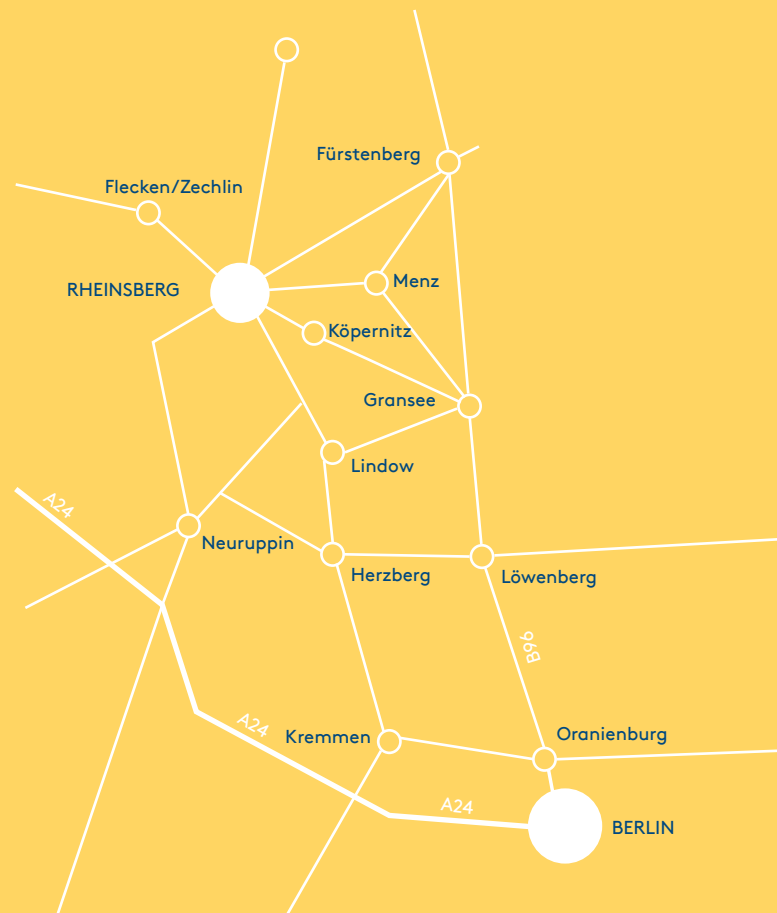 Fürstenberg
Flecken/Zechlin
Menz
RHEINSBERG
Köpernitz
Gransee
Lindow
A24
Neuruppin
Herzberg
Löwenberg
B96
A24
Kremmen
Oranienburg
A24
BERLIN